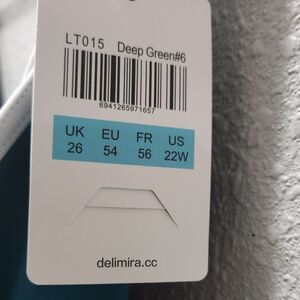 LT015 Deep Green#6
6941265971657
UK EU FR US
26 54 56 22W
delimira.cc